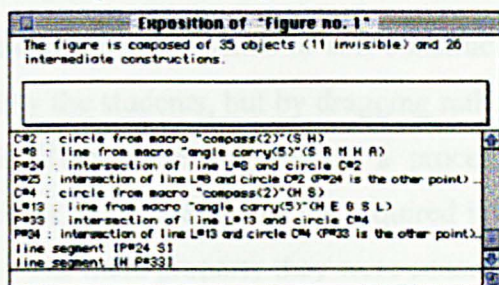 Exposition of "Figure no. 1"
The figure is composed of 35 objects (11 invisible) and 26
intermediate constructions.
C#2 : circle from macro "compass(2)"(S H)
L#8 : line from macro "angle carry(5)"(S R M H A)
P#24 : intersection of line L#8 and circle C#2
P#25 : intersection of line L#8 and circle C#2 (P#24 is the other point)
C#4 : circle from macro "compass(2)"(H S)
L#13 : line from macro "angle carry(5)"(H E G S L)
P#33 : intersection of line L#13 and circle C#4
P#34 : intersection of line L#13 and circle C#4 (P#33 is the other point)
line segment [P#24 S]
line segment [H P#33]